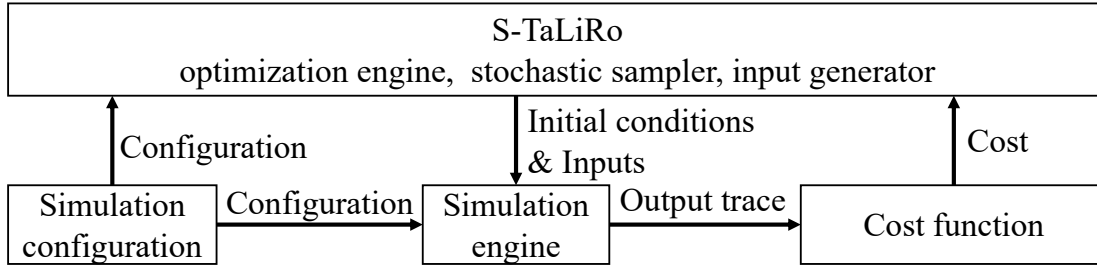 S-TaLiRo
optimization engine, stochastic sampler, input generator
Configuration
Initial conditions
& Inputs
Cost
Simulation
configuration
Configuration
Simulation
engine
Output trace
Cost function